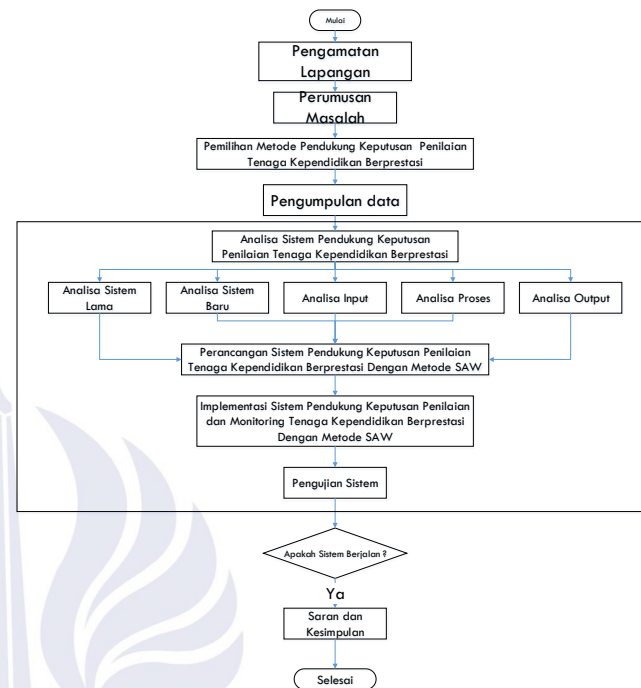 Mulai
Pengamatan
Lapangan
Perumusan
Masalah
Pemilihan Metode Pendukung Keputusan Penilaian
Tenaga Kependidikan Berprestasi
Pengumpulan data
Analisa Sistem Pendukung Keputusan
Penilaian Tenaga Kependidikan Berprestasi
Analisa Sistem
Lama
Analisa Sistem
Baru
Analisa Input
Analisa Proses
Analisa Output
Perancangan Sistem Pendukung Keputusan Penilaian
Tenaga Kependidikan Berprestasi Dengan Metode SAW
Implementasi Sistem Pendukung Keputusan Penilaian
dan Monitoring Tenaga Kependidikan Berprestasi
Dengan Metode SAW
Pengujian Sistem
Apakah Sistem Berjalan ?
Ya
Saran dan
Kesimpulan
Selesai